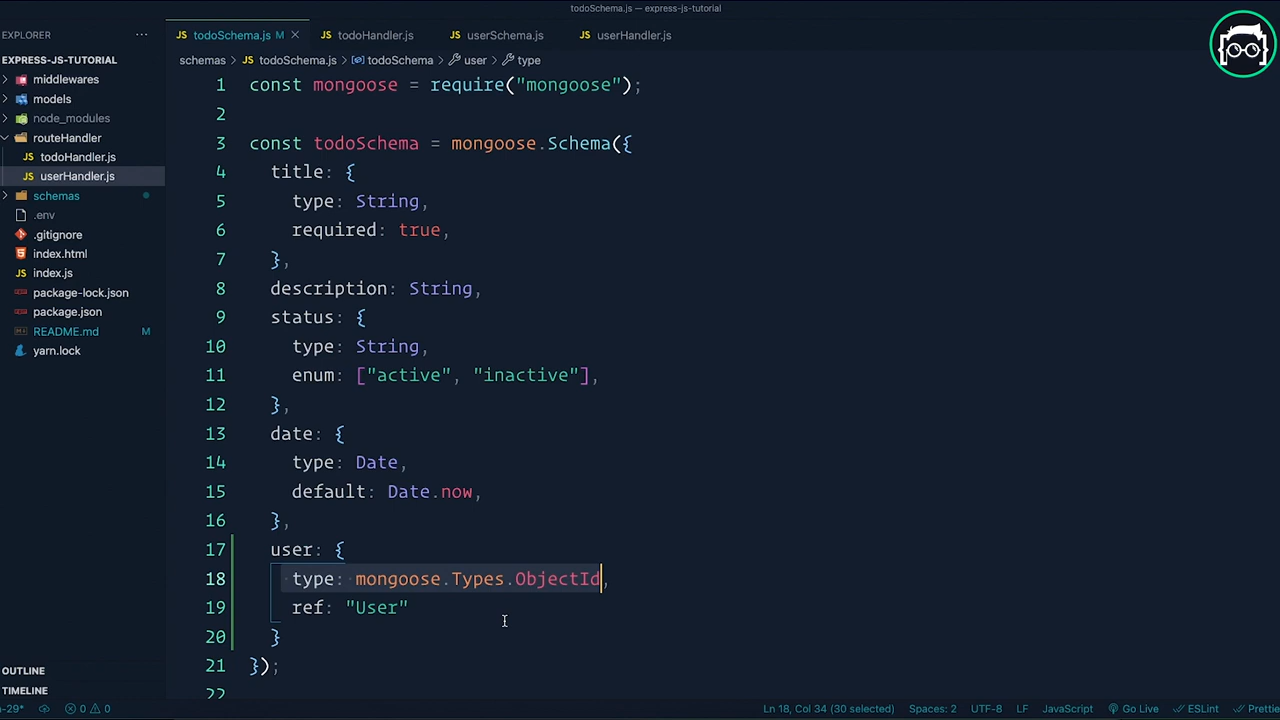 todoSchema.js — express-js-tutorial
EXPLORER ...
todoSchema.js M
todoHandler.js
userSchema.js
userHandler.js
EXPRESS-JS-TUTORIAL
middlewares
models
node_modules
routeHandler
todoHandler.js
userHandler.js
schemas
.env
.gitignore
index.html
index.js
package-lock.json
package.json
README.md M
yarn.lock
OUTLINE
TIMELINE
schemas > JS todoSchema.js > todoSchema > user > type
1 const mongoose = require("mongoose");
2
3 const todoSchema = mongoose.Schema({
4 title: {
5 type: String,
6 required: true,
7 },
8 description: String,
9 status: {
10 type: String,
11 enum: ["active", "inactive"],
12 },
13 date: {
14 type: Date,
15 default: Date.now,
16 },
17 user: {
18 type: mongoose.Types.ObjectId,
19 ref: "User"
20 }
21 });
22
-29* 0 0 Ln 18, Col 34 (30 selected) Spaces: 2 UTF-8 LF JavaScript Go Live ESLint Prettie